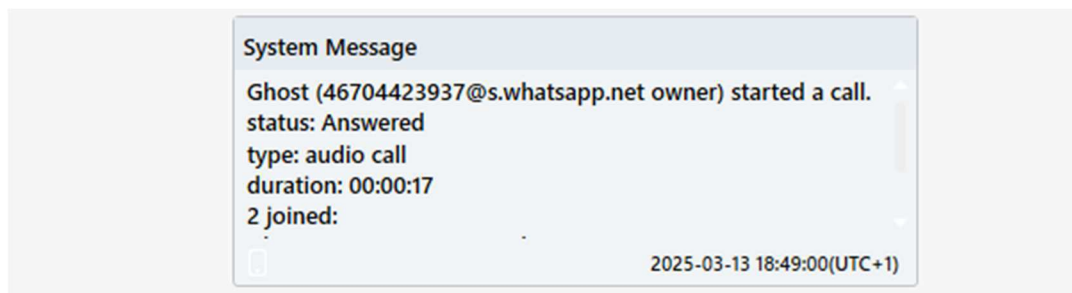 System Message
Ghost (46704423937@s.whatsapp.net owner) started a call.
status: Answered
type: audio call
duration: 00:00:17
2 joined:
2025-03-13 18:49:00(UTC+1)